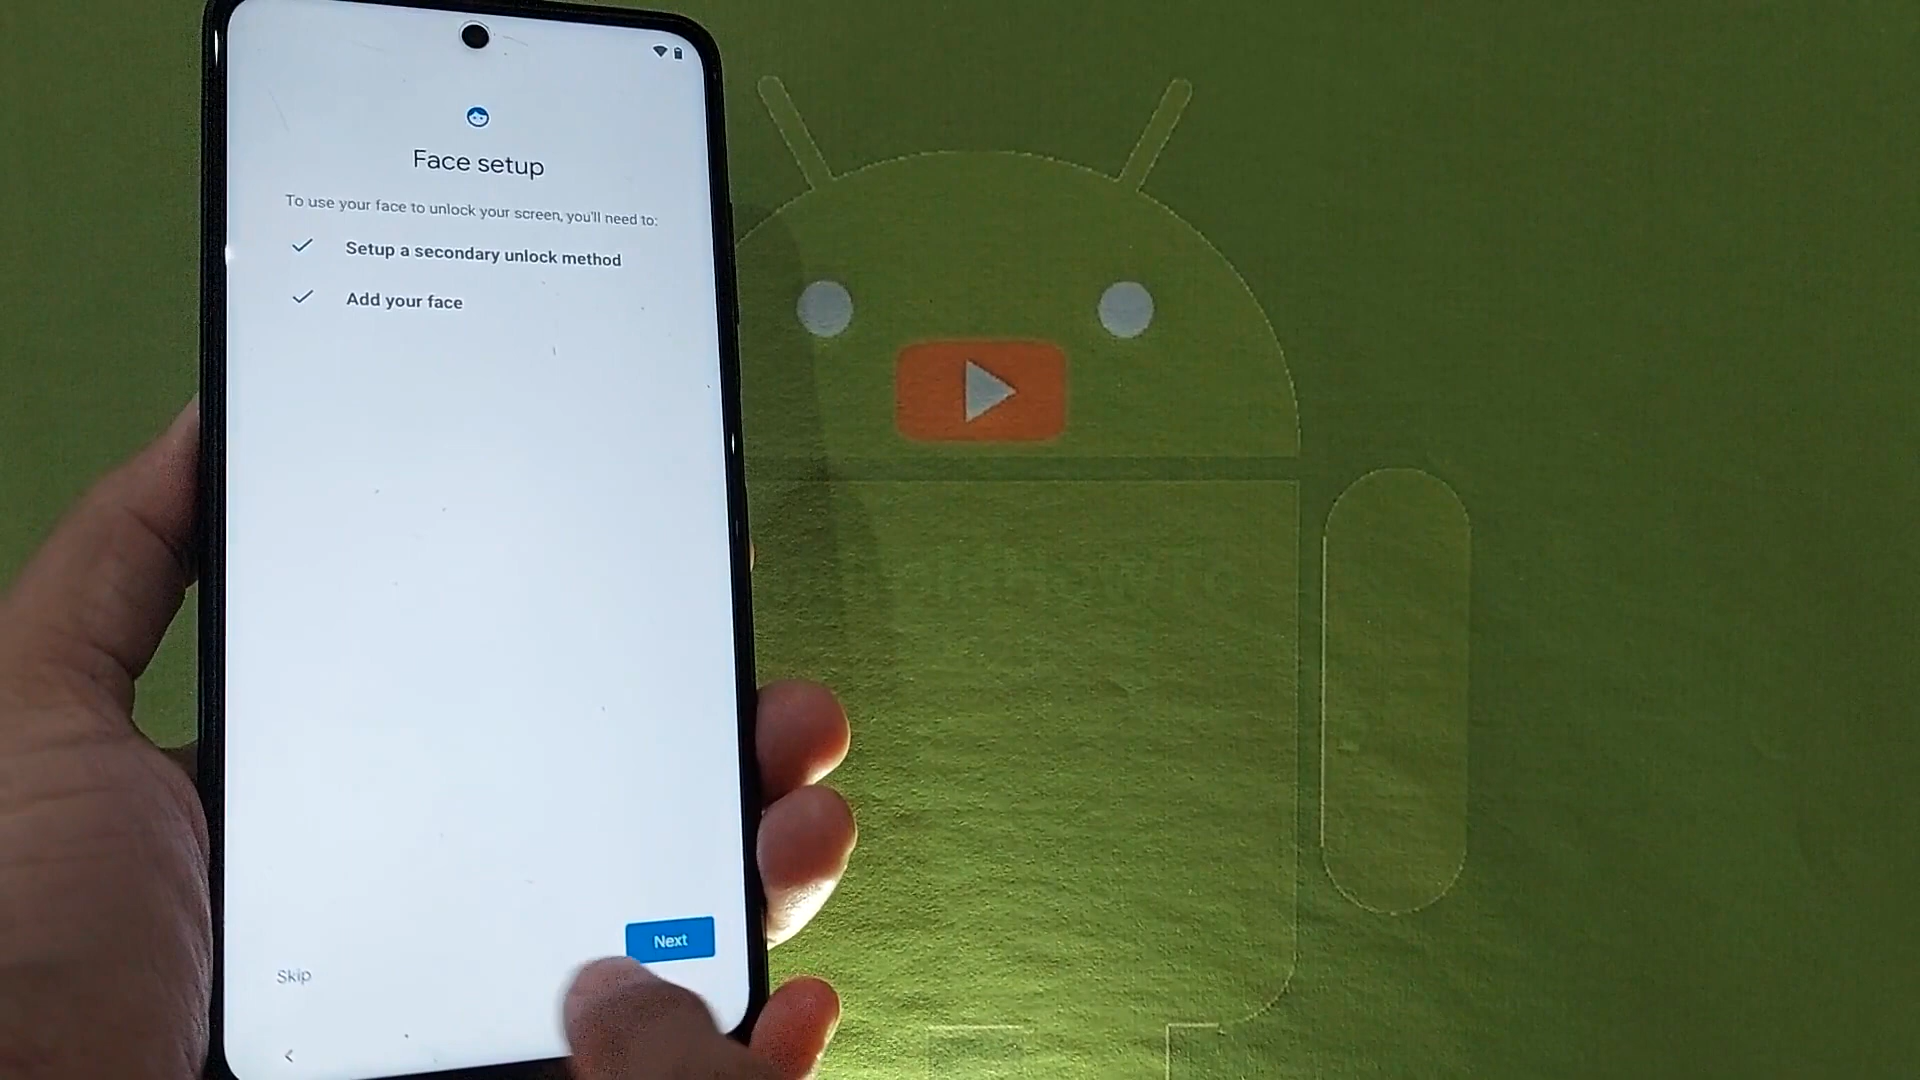 Face setup
To use your face to unlock your screen, you'll need to:
Setup a secondary unlock method
Add your face
Next
Skip